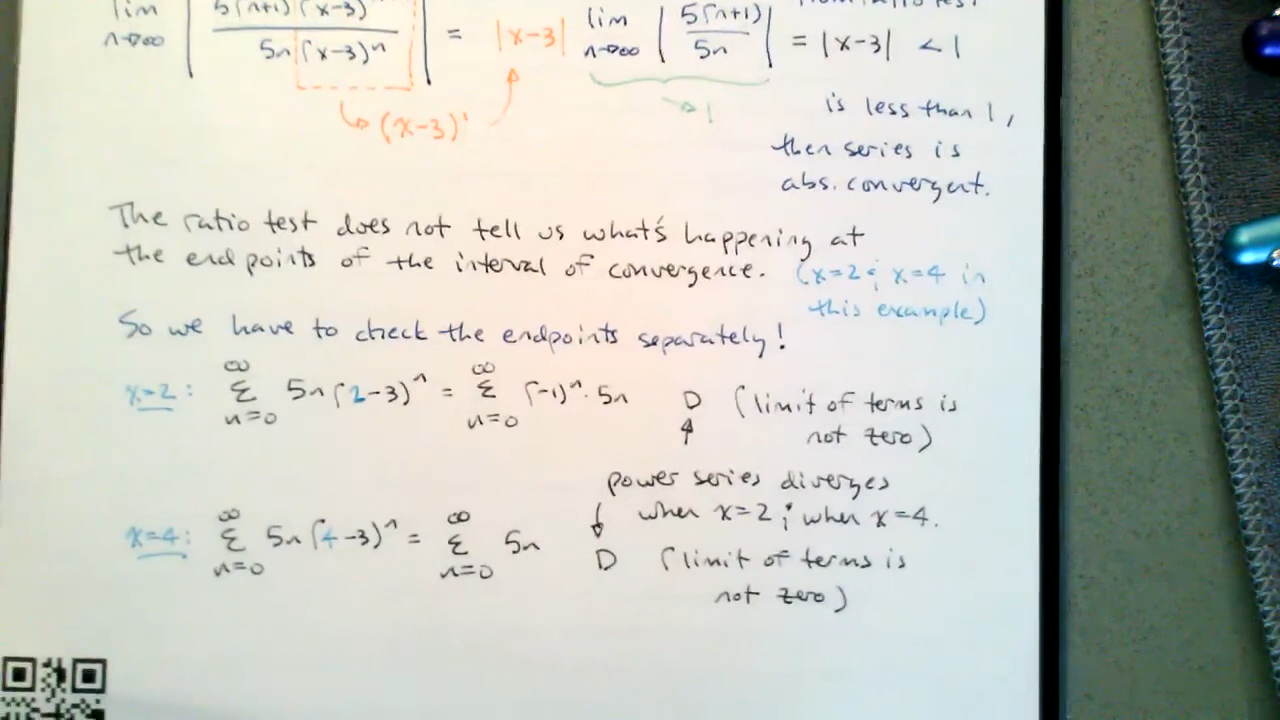 lim n→∞ | 5(n+1)(x-3) / 5n(x-3)^n | = |x-3| lim n→∞ | 5(n+1) / 5n | = |x-3| < 1
↳ (x-3)^1
→ 1
is less than 1,
then series is
abs. convergent.
The ratio test does not tell us what's happening at
the endpoints of the interval of convergence. (x=2 & x=4 in
this example)
So we have to check the endpoints separately!
x=2: ∞ Σ n=0 5n(2-3)^n = ∞ Σ n=0 (-1)^n · 5n D (limit of terms is
not zero)
power series diverges
when x=2 & when x=4.
x=4: ∞ Σ n=0 5n(4-3)^n = ∞ Σ n=0 5n D (limit of terms is
not zero)